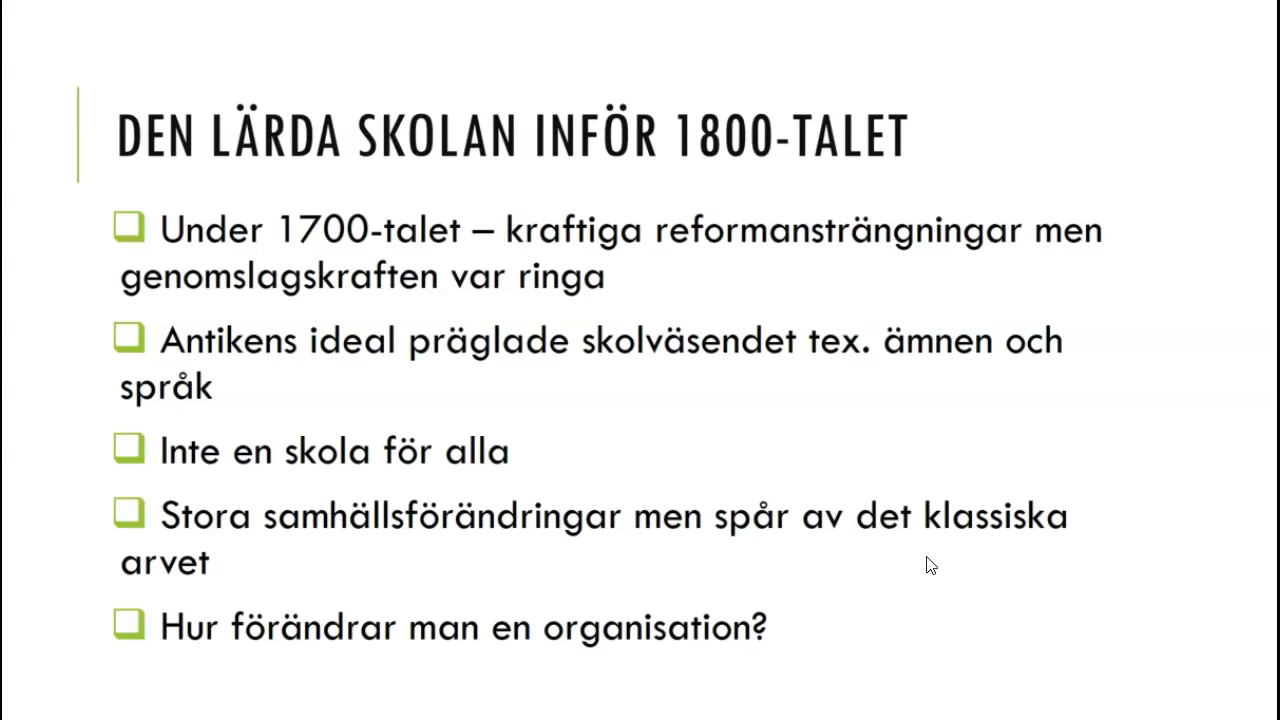 DEN LÄRDA SKOLAN INFÖR 1800-TALET
Under 1700-talet – kraftiga reformansträngningar men
genomslagskraften var ringa
Antikens ideal präglade skolväsendet tex. ämnen och
språk
Inte en skola för alla
Stora samhällsförändringar men spår av det klassiska
arvet
Hur förändrar man en organisation?